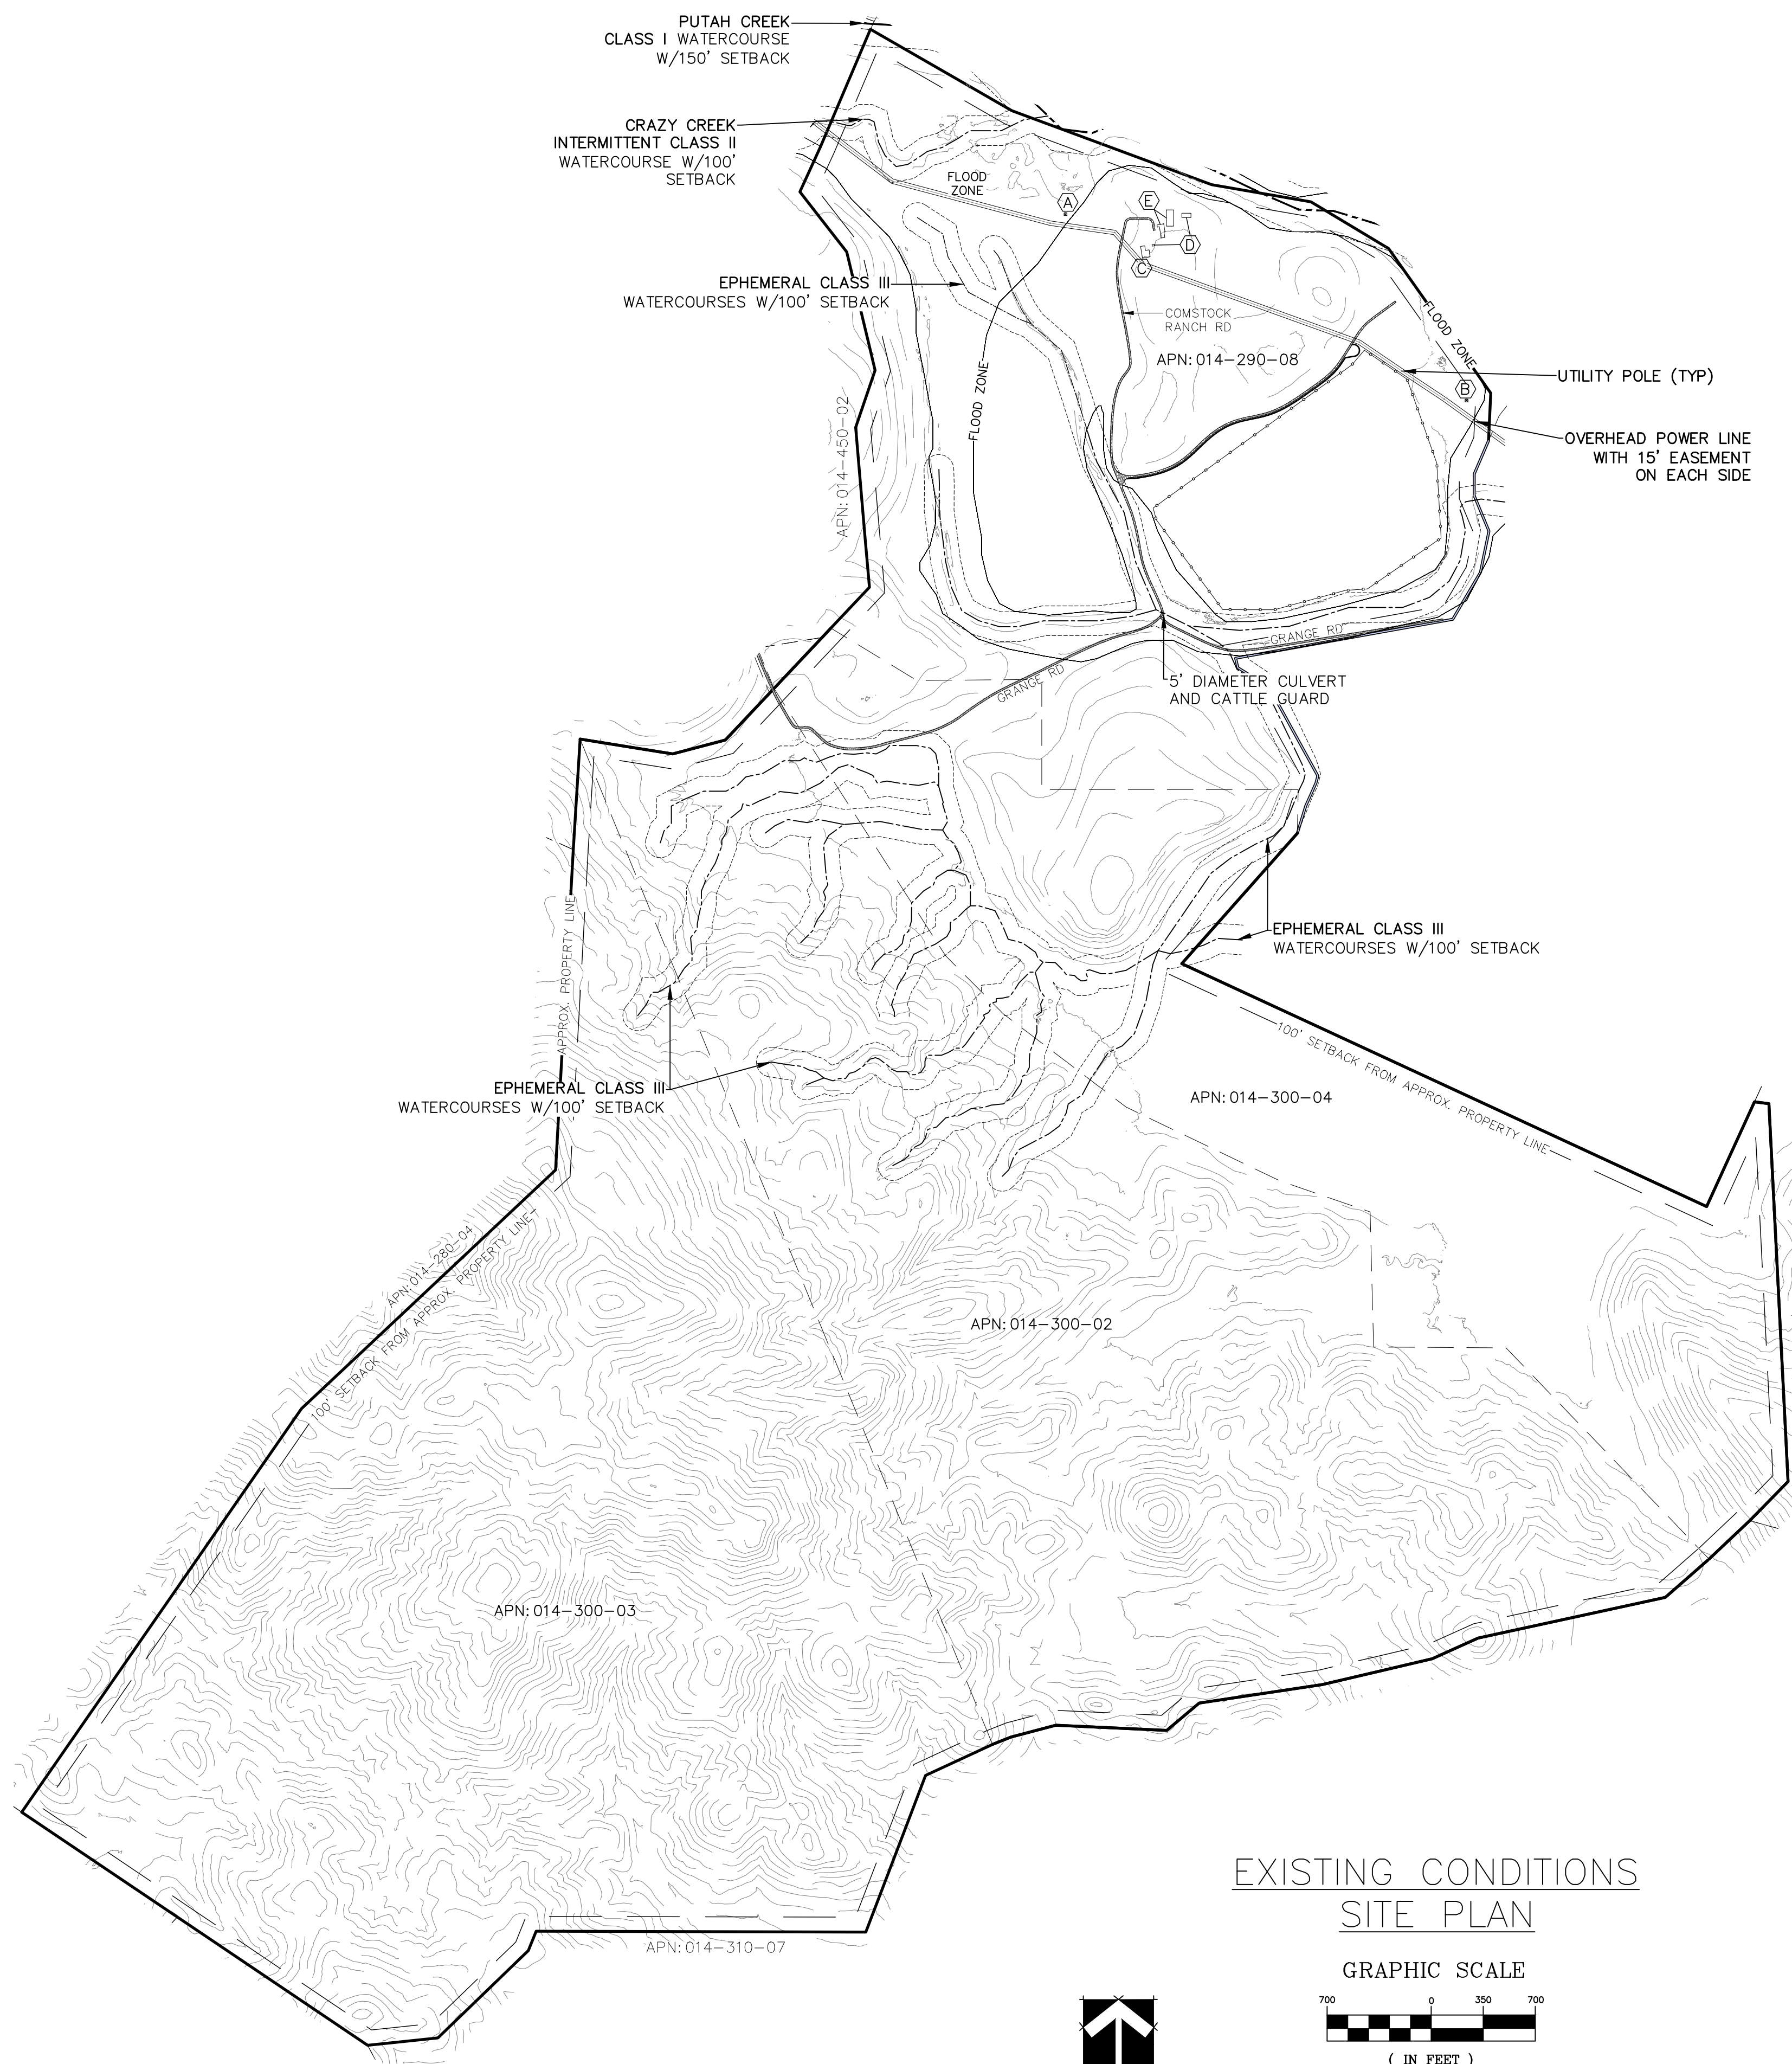 PUTAH CREEK
CLASS I WATERCOURSE
W/150' SETBACK
CRAZY CREEK
INTERMITTENT CLASS II
WATERCOURSE W/100'
SETBACK
FLOOD
ZONE
A
E
D
C
EPHEMERAL CLASS III
WATERCOURSES W/100' SETBACK
COMSTOCK
RANCH RD
APN: 014-290-08
FLOOD ZONE
FLOOD ZONE
B
UTILITY POLE (TYP)
OVERHEAD POWER LINE
WITH 15' EASEMENT
ON EACH SIDE
APN: 014-450-02
GRANGE RD
GRANGE RD
5' DIAMETER CULVERT
AND CATTLE GUARD
APPROX. PROPERTY LINE
EPHEMERAL CLASS III
WATERCOURSES W/100' SETBACK
100' SETBACK FROM APPROX. PROPERTY LINE
EPHEMERAL CLASS III
WATERCOURSES W/100' SETBACK
APN: 014-300-04
APN: 014-280-04
100' SETBACK FROM APPROX. PROPERTY LINE
APN: 014-300-02
APN: 014-300-03
APN: 014-310-07
EXISTING CONDITIONS
SITE PLAN
GRAPHIC SCALE
700 0 350 700
( IN FEET )